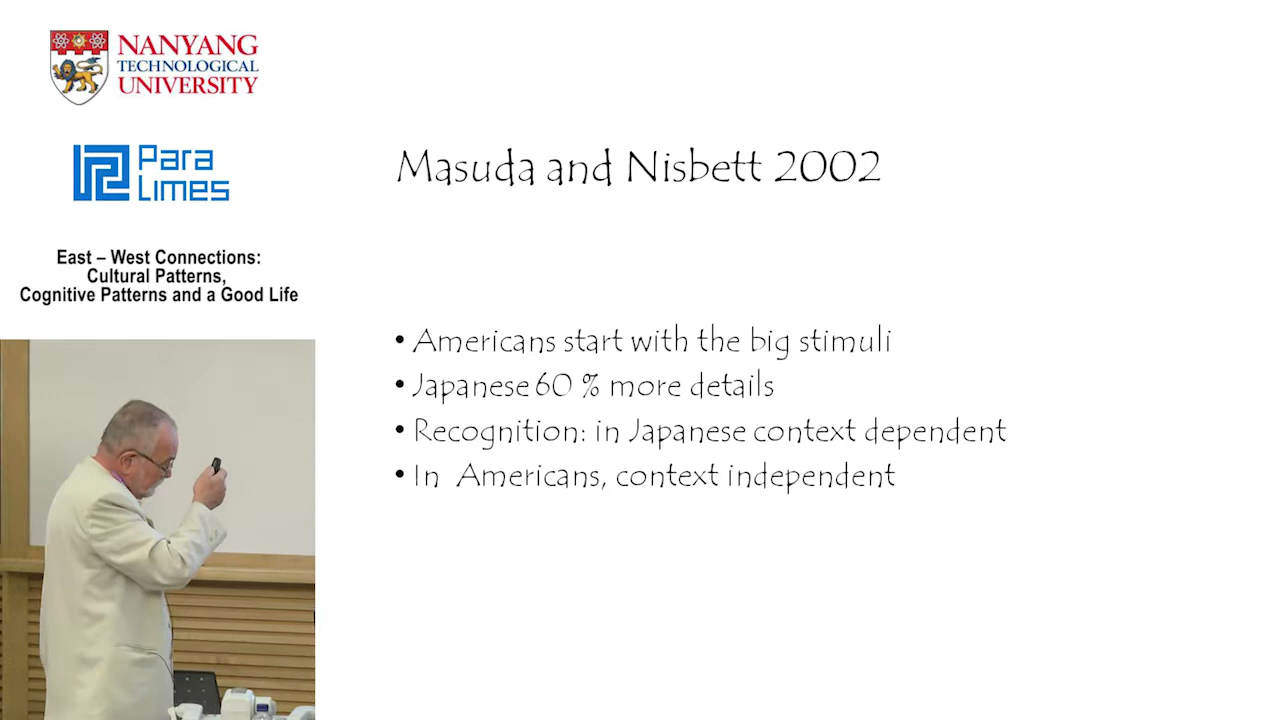 NANYANG
TECHNOLOGICAL
UNIVERSITY
Para
Limes
East – West Connections:
Cultural Patterns,
Cognitive Patterns and a Good Life
Masuda and Nisbett 2002
• Americans start with the big stimuli
• Japanese 60 % more details
• Recognition: in Japanese context dependent
• In Americans, context independent